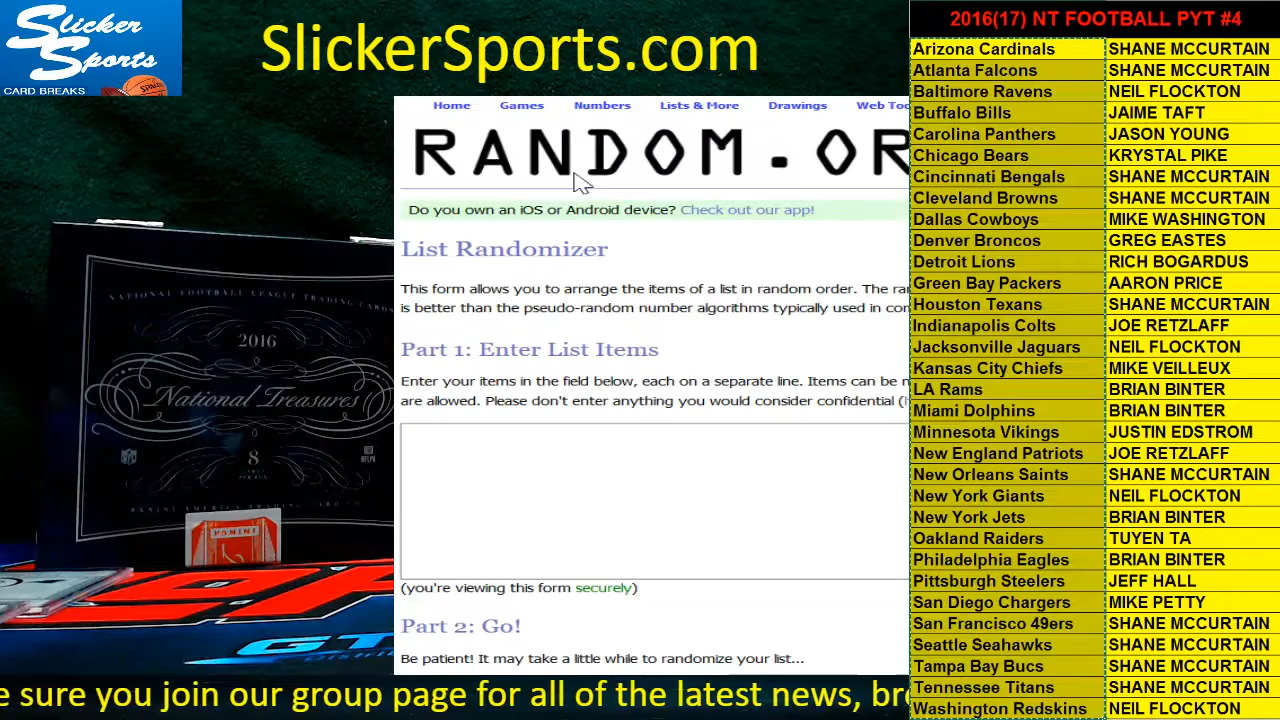 Slicker
Sports
CARD BREAKS
SlickerSports.com
2016(17) NT FOOTBALL PYT #4
Home Games Numbers Lists & More Drawings Web Too
RANDOM.OR
Do you own an iOS or Android device? Check out our app!
List Randomizer
This form allows you to arrange the items of a list in random order. The ran
is better than the pseudo-random number algorithms typically used in com
Part 1: Enter List Items
Enter your items in the field below, each on a separate line. Items can be n
are allowed. Please don't enter anything you would consider confidential (
(you're viewing this form securely)
Part 2: Go!
Be patient! It may take a little while to randomize your list...
NATIONAL FOOTBALL LEAGUE TRADING CARDS
2016
National Treasures
8
PANINI
e sure you join our group page for all of the latest news, bre
Arizona Cardinals SHANE MCCURTAIN
Atlanta Falcons SHANE MCCURTAIN
Baltimore Ravens NEIL FLOCKTON
Buffalo Bills JAIME TAFT
Carolina Panthers JASON YOUNG
Chicago Bears KRYSTAL PIKE
Cincinnati Bengals SHANE MCCURTAIN
Cleveland Browns SHANE MCCURTAIN
Dallas Cowboys MIKE WASHINGTON
Denver Broncos GREG EASTES
Detroit Lions RICH BOGARDUS
Green Bay Packers AARON PRICE
Houston Texans SHANE MCCURTAIN
Indianapolis Colts JOE RETZLAFF
Jacksonville Jaguars NEIL FLOCKTON
Kansas City Chiefs MIKE VEILLEUX
LA Rams BRIAN BINTER
Miami Dolphins BRIAN BINTER
Minnesota Vikings JUSTIN EDSTROM
New England Patriots JOE RETZLAFF
New Orleans Saints SHANE MCCURTAIN
New York Giants NEIL FLOCKTON
New York Jets BRIAN BINTER
Oakland Raiders TUYEN TA
Philadelphia Eagles BRIAN BINTER
Pittsburgh Steelers JEFF HALL
San Diego Chargers MIKE PETTY
San Francisco 49ers SHANE MCCURTAIN
Seattle Seahawks SHANE MCCURTAIN
Tampa Bay Bucs SHANE MCCURTAIN
Tennessee Titans SHANE MCCURTAIN
Washington Redskins NEIL FLOCKTON